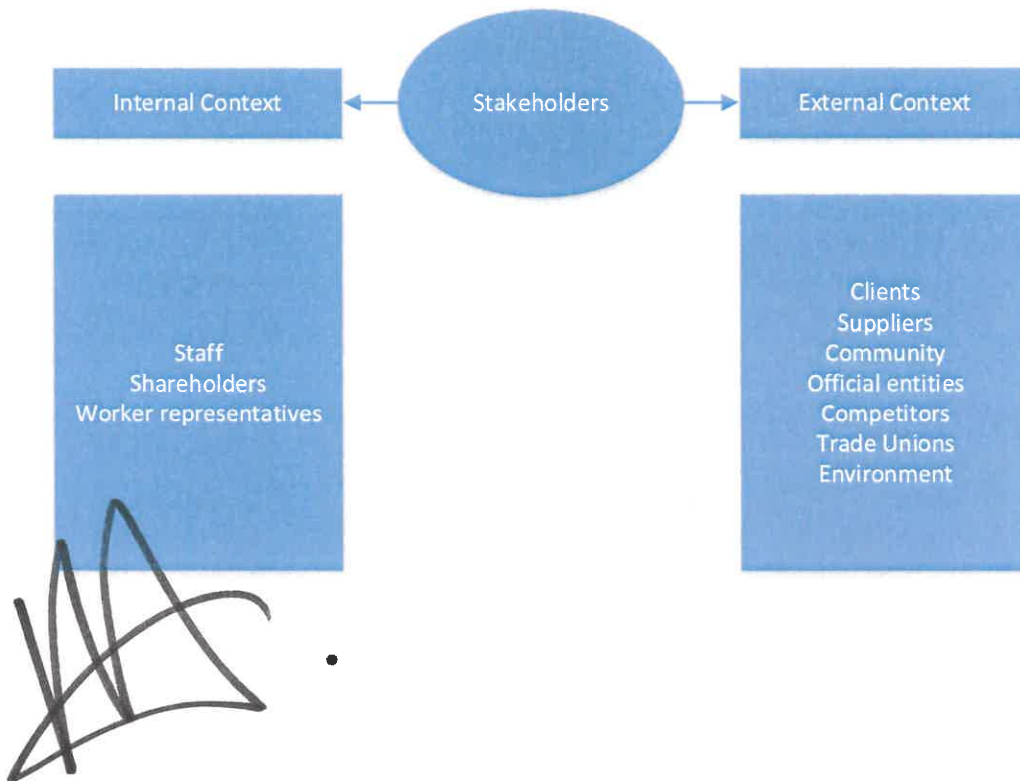 Internal Context
Stakeholders
External Context
Staff
Shareholders
Worker representatives
Clients
Suppliers
Community
Official entities
Competitors
Trade Unions
Environment